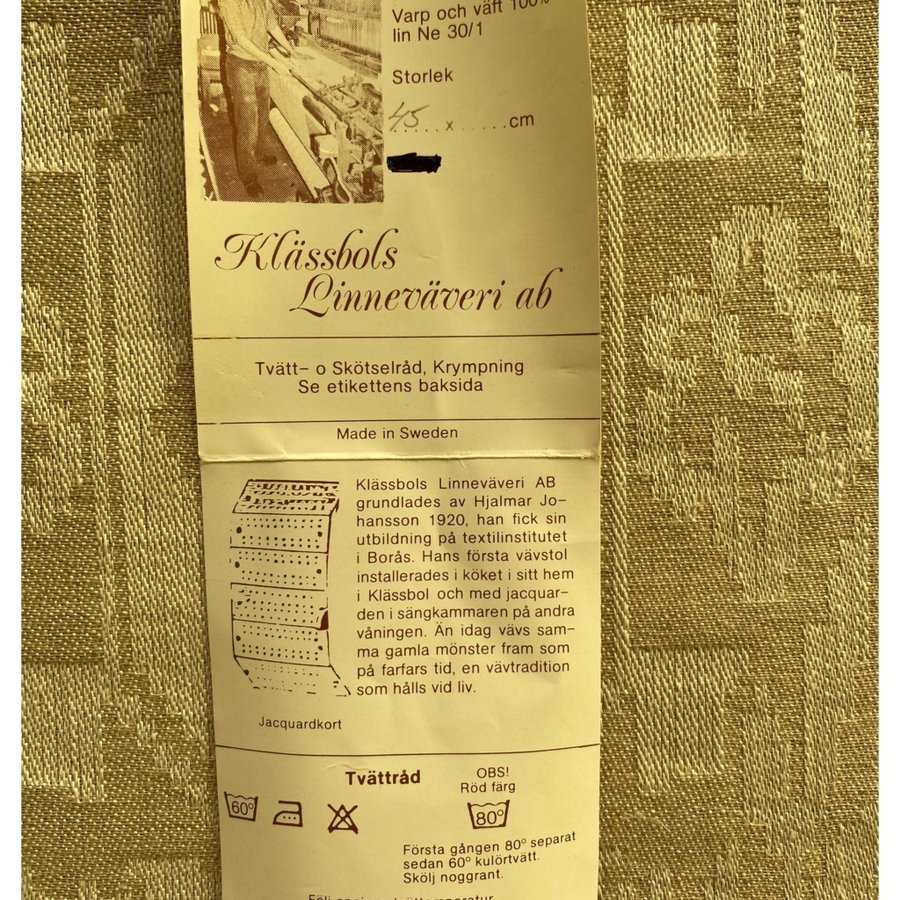 Varp och väft 100%
lin Ne 30/1
Storlek
45.....x.....cm
Klässbols
Linneväveri ab
Tvätt– o Skötselråd, Krympning
Se etikettens baksida
Made in Sweden
Klässbols Linneväveri AB
grundlades av Hjalmar Jo–
hansson 1920, han fick sin
utbildning på textilinstitutet
i Borås. Hans första vävstol
installerades i köket i sitt hem
i Klässbol och med jacquar–
den i sängkammaren på andra
våningen. Än idag vävs sam–
ma gamla mönster fram som
på farfars tid, en vävtradition
som hålls vid liv.
Jacquardkort
Tvättråd
OBS!
Röd färg
60°
80°
Första gången 80° separat
sedan 60° kulörtvätt.
Skölj noggrant.